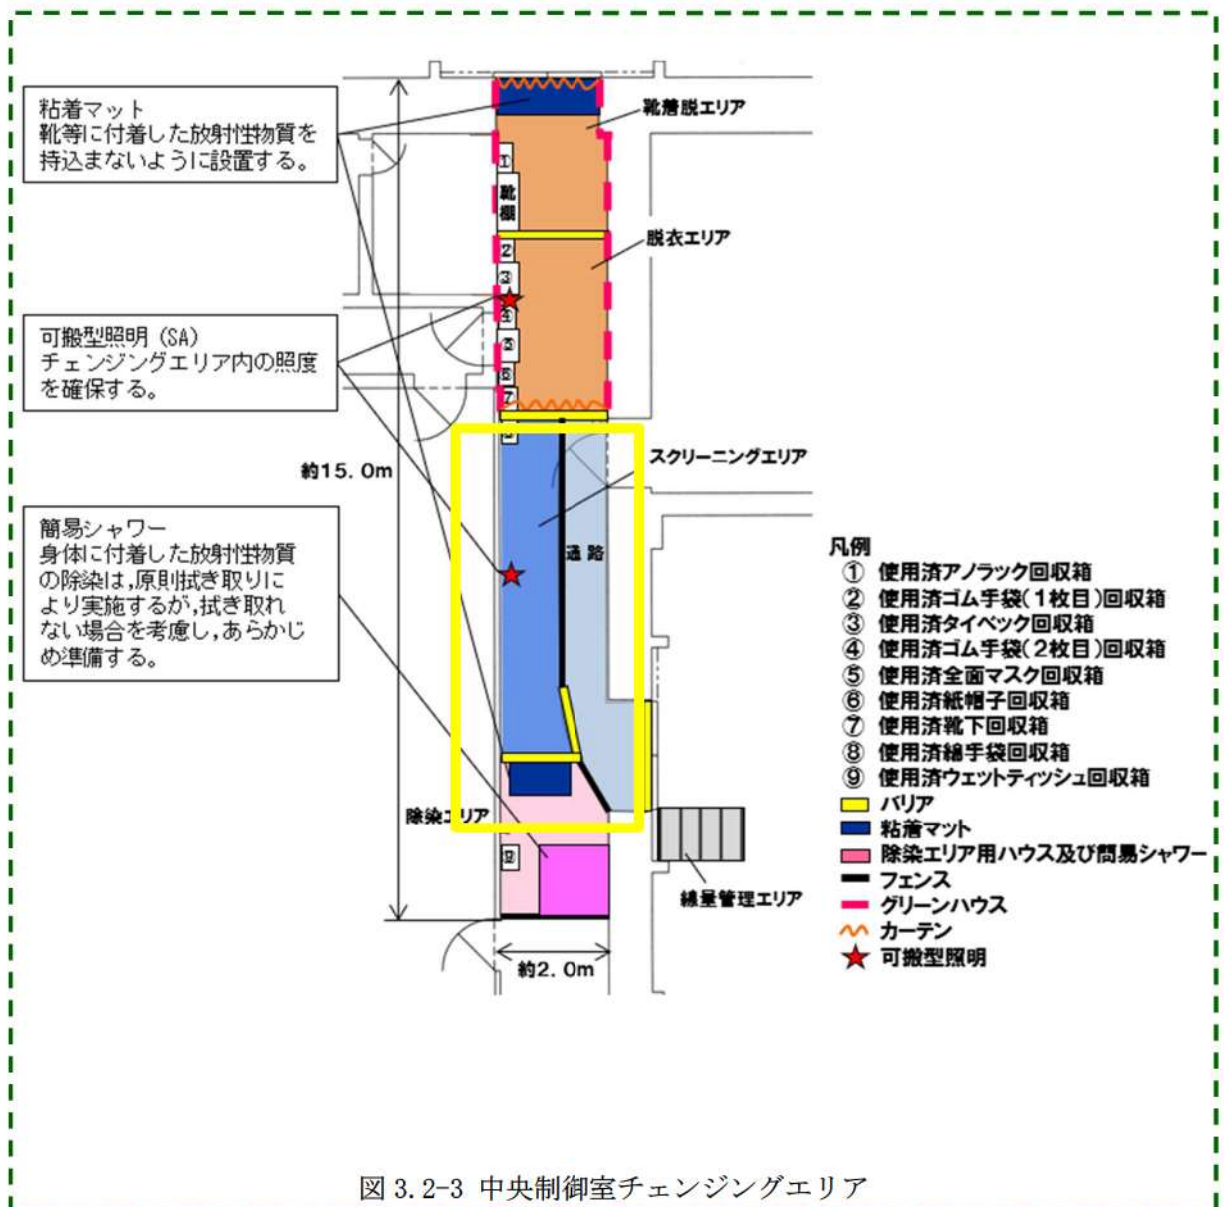 粘着マット
靴等に付着した放射性物質を
持込まないように設置する。
靴着脱エリア
①
靴
棚
脱衣エリア
②
③
④
⑤
⑥
⑦
可搬型照明（SA）
チェンジングエリア内の照度
を確保する。
スクリーニングエリア
約15.0m
通路
簡易シャワー
身体に付着した放射性物質
の除染は,原則拭き取りに
より実施するが,拭き取れ
ない場合を考慮し,あらかじ
め準備する。
除染エリア
⑨
線量管理エリア
約2.0m
凡例
① 使用済アノラック回収箱
② 使用済ゴム手袋(1枚目)回収箱
③ 使用済タイベック回収箱
④ 使用済ゴム手袋(2枚目)回収箱
⑤ 使用済全面マスク回収箱
⑥ 使用済紙帽子回収箱
⑦ 使用済靴下回収箱
⑧ 使用済綿手袋回収箱
⑨ 使用済ウェットティッシュ回収箱
バリア
粘着マット
除染エリア用ハウス及び簡易シャワー
フェンス
グリーンハウス
カーテン
可搬型照明
図 3.2-3 中央制御室チェンジングエリア